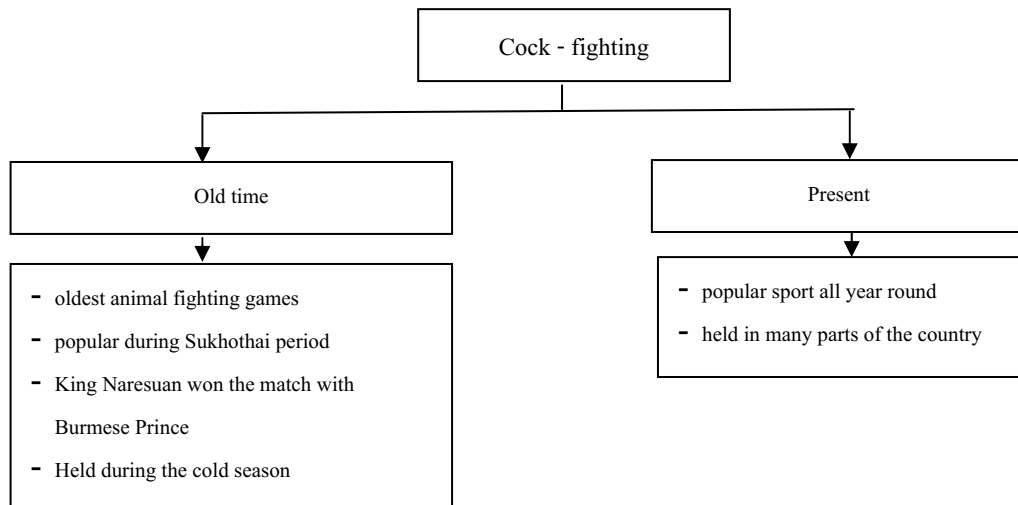 Cock - fighting
Old time
Present
- oldest animal fighting games
- popular during Sukhothai period
- King Naresuan won the match with
Burmese Prince
- Held during the cold season
- popular sport all year round
- held in many parts of the country